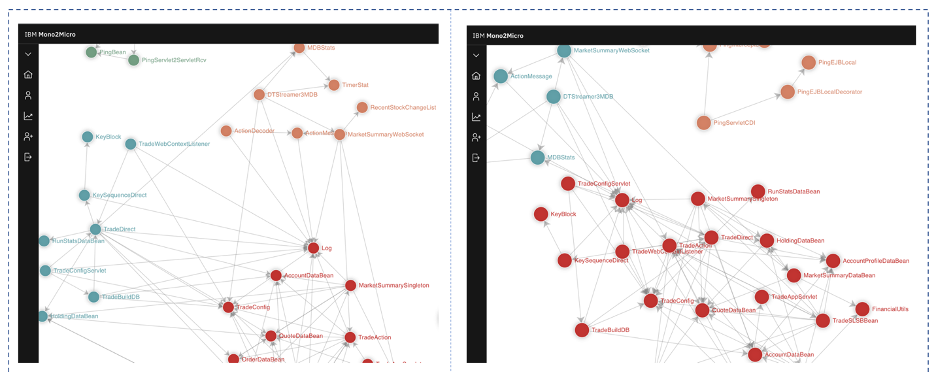 IBM Mono2Micro
MDBStats
PingBean
PingServlet2ServletRcv
TimerStat
DTStreamer3MDB
RecentStockChangeList
ActionDecoder
MarketSummaryWebSocket
KeyBlock
TradeWebContextListener
KeySequenceDirect
TradeDirect
RunStatsDataBean
Log
TradeConfigServlet
AccountDataBean
MarketSummarySingleton
TradeBuildDB
TradeConfig
HoldingDataBean
QuoteDataBean
TradeAction
OrderDataBean
IBM Mono2Micro
MarketSummaryWebSocket
PingEJBLocal
ActionMessage
DTStreamer3MDB
PingEJBLocalDecorator
PingServletCDI
MDBStats
TradeConfigServlet
RunStatsDataBean
Log
MarketSummarySingleton
KeyBlock
TradeDirect
HoldingDataBean
TradeAction
TradeWebContextListener
KeySequenceDirect
AccountProfileDataBean
MarketSummaryDataBean
TradeConfig
TradeAppServlet
QuoteDataBean
FinancialUtils
TradeSLSBBean
TradeBuildDB
AccountDataBean